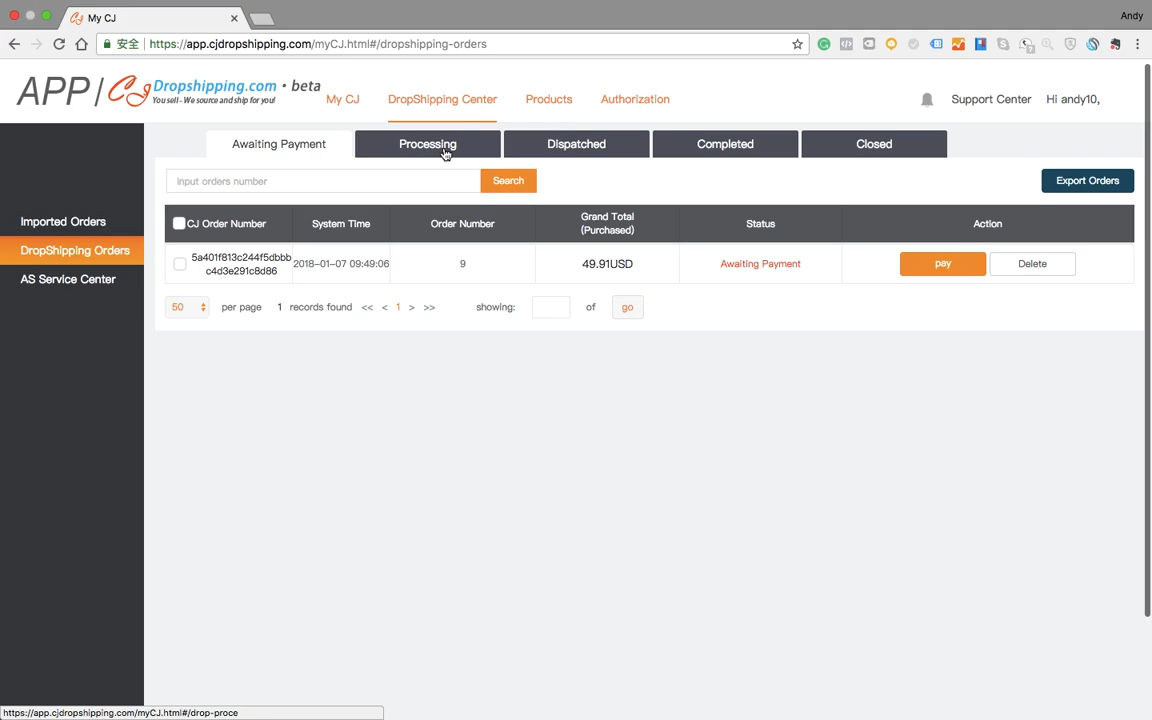 My CJ
Andy
安全 https://app.cjdropshipping.com/myCJ.html#/dropshipping-orders
APP CJ Dropshipping.com • beta
You sell - We source and ship for you!
My CJ DropShipping Center Products Authorization
Support Center Hi andy10,
Awaiting Payment Processing Dispatched Completed Closed
Input orders number Search Export Orders
Imported Orders
DropShipping Orders
AS Service Center
CJ Order Number System Time Order Number Grand Total (Purchased) Status Action
5a401f813c244f5dbbb
c4d3e291c8d86
2018-01-07 09:49:06 9 49.91USD Awaiting Payment pay Delete
50 per page 1 records found << < 1 > >> showing: of go
https://app.cjdropshipping.com/myCJ.html#/drop-proce